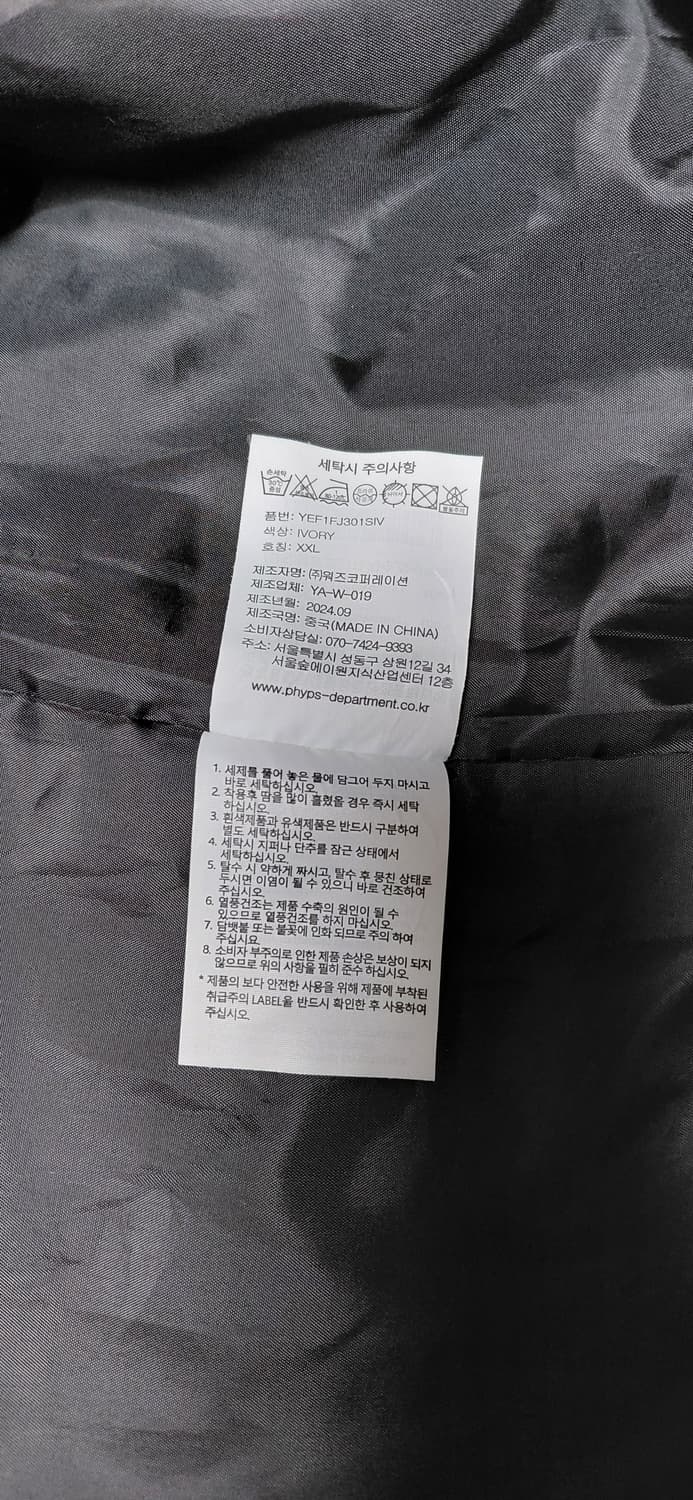 세탁시 주의사항
손세탁
30℃
중성
품번: YEF1FJ301SIV
색상: IVORY
호칭: XXL
제조자명: (주)워즈코퍼레이션
제조업체: YA-W-019
제조년월: 2024.09
제조국명: 중국(MADE IN CHINA)
소비자상담실: 070-7424-9393
주소: 서울특별시 성동구 상원12길 34
서울숲에이원지식산업센터 12층
www.phyps-department.co.kr
1. 세제를 풀어 놓은 물에 담그어 두지 마시고
바로 세탁하십시오.
2. 착용후 땀을 많이 흘렸을 경우 즉시 세탁
하십시오.
3. 흰색제품과 유색제품은 반드시 구분하여
별도 세탁하십시오.
4. 세탁시 지퍼나 단추를 잠근 상태에서
세탁하십시오.
5. 탈수 시 약하게 짜시고, 탈수 후 뭉친 상태로
두시면 이염이 될 수 있으니 바로 건조하여
주십시오.
6. 열풍건조는 제품 수축의 원인이 될 수
있으므로 열풍건조를 하지 마십시오.
7. 담뱃불 또는 불꽃에 인화 되므로 주의 하여
주십시요.
8. 소비자 부주의로 인한 제품 손상은 보상이 되지
않으므로 위의 사항을 필히 준수 하십시오.
* 제품의 보다 안전한 사용을 위해 제품에 부착된
취급주의 LABEL을 반드시 확인한 후 사용하여
주십시오.